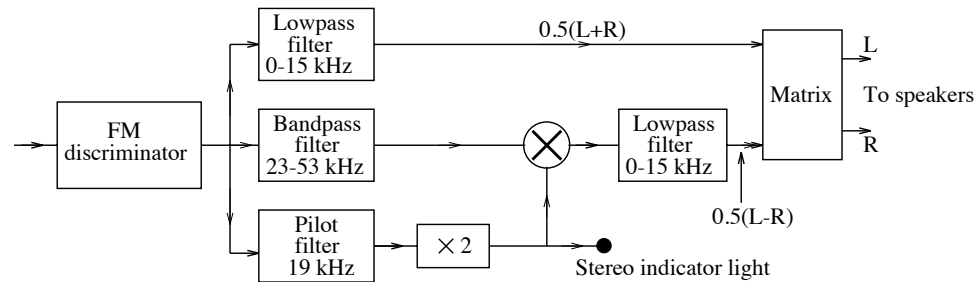 Lowpass
filter
0-15 kHz
0.5(L+R)
L
Matrix
To speakers
R
FM
discriminator
Bandpass
filter
23-53 kHz
Lowpass
filter
0-15 kHz
0.5(L-R)
Pilot
filter
19 kHz
× 2
Stereo indicator light